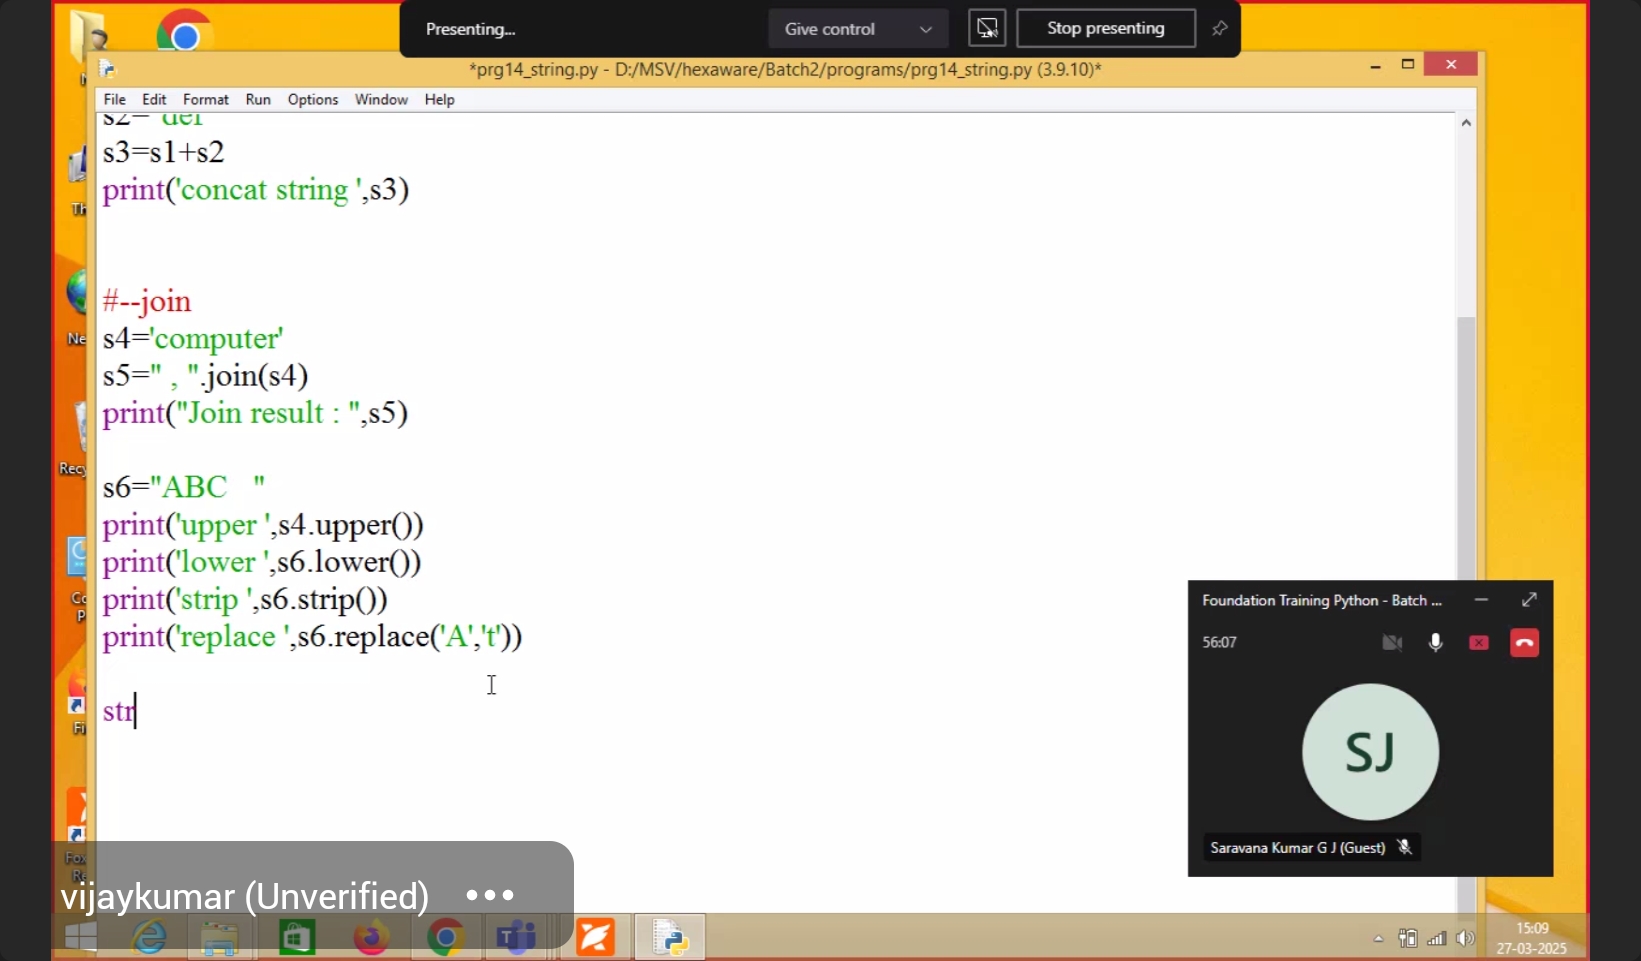 Presenting...
Give control
Stop presenting
*prg14_string.py - D:/MSV/hexaware/Batch2/programs/prg14_string.py (3.9.10)*
File Edit Format Run Options Window Help
s2="def
s3=s1+s2
print('concat string ',s3)
#--join
s4='computer'
s5=" , ".join(s4)
print("Join result : ",s5)
s6="ABC   "
print('upper ',s4.upper())
print('lower ',s6.lower())
print('strip ',s6.strip())
print('replace ',s6.replace('A','t'))
str
Foundation Training Python - Batch ...
56:07
SJ
Saravana Kumar G J (Guest)
vijaykumar (Unverified)
15:09
27-03-2025